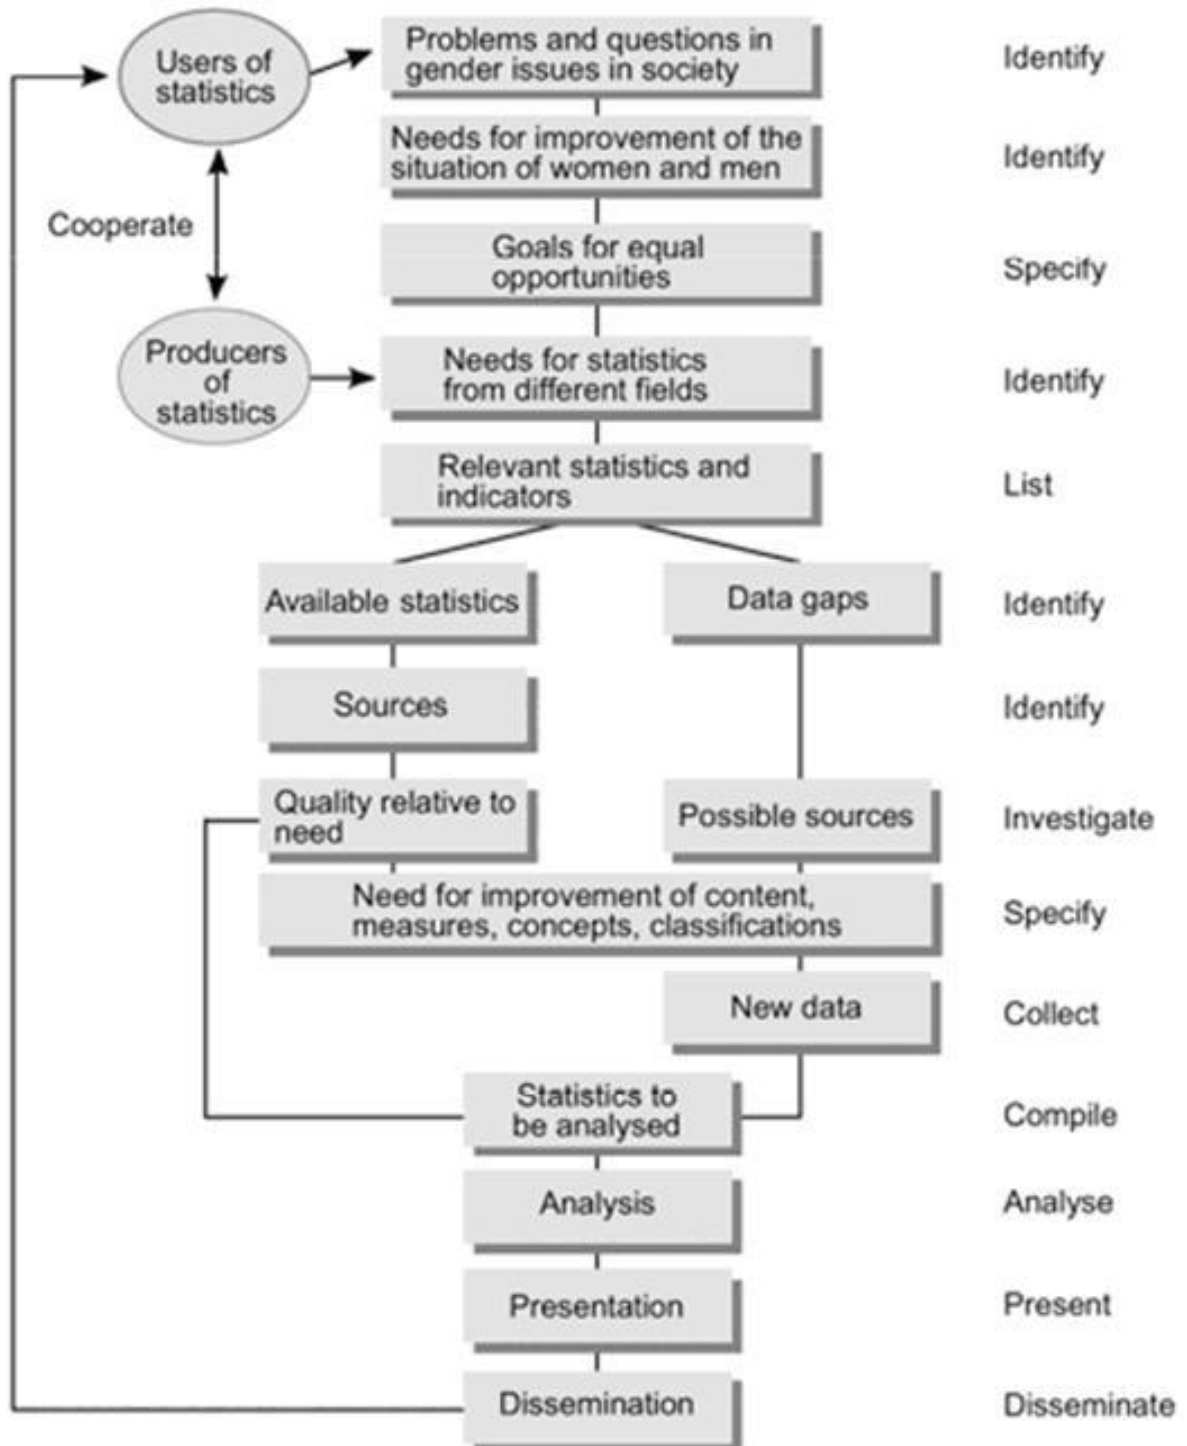 Users of
statistics
Problems and questions in
gender issues in society
Identify
Needs for improvement of the
situation of women and men
Identify
Cooperate
Goals for equal
opportunities
Specify
Producers
of
statistics
Needs for statistics
from different fields
Identify
Relevant statistics and
indicators
List
Available statistics
Data gaps
Identify
Sources
Identify
Quality relative to
need
Possible sources
Investigate
Need for improvement of content,
measures, concepts, classifications
Specify
New data
Collect
Statistics to
be analysed
Compile
Analysis
Analyse
Presentation
Present
Dissemination
Disseminate